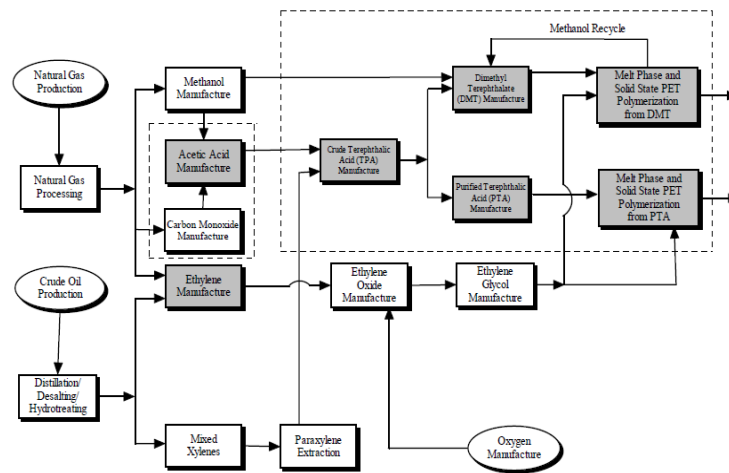 Methanol Recycle
Natural Gas
Production
Methanol
Manufacture
Dimethyl
Terephthalate
(DMT) Manufacture
Melt Phase and
Solid State PET
Polymerization
from DMT
Natural Gas
Processing
Acetic Acid
Manufacture
Crude Terephthalic
Acid (TPA)
Manufacture
Purified Terephthalic
Acid (PTA)
Manufacture
Melt Phase and
Solid State PET
Polymerization
from PTA
Carbon Monoxide
Manufacture
Crude Oil
Production
Ethylene
Manufacture
Ethylene
Oxide
Manufacture
Ethylene
Glycol
Manufacture
Distillation/
Desalting/
Hydrotreating
Mixed
Xylenes
Paraxylene
Extraction
Oxygen
Manufacture